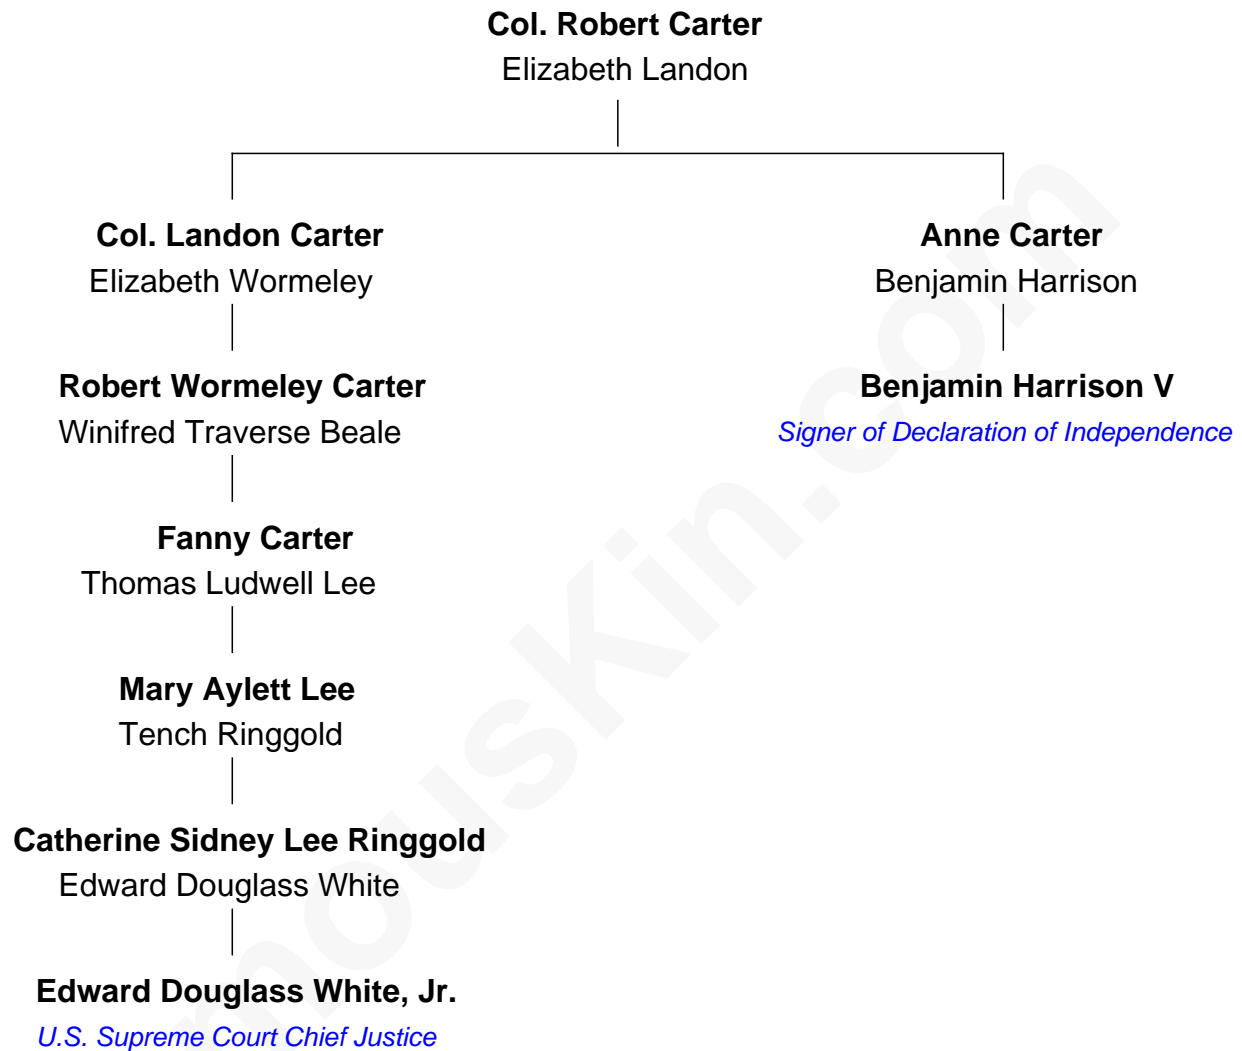 Col. Robert Carter
Elizabeth Landon
Col. Landon Carter
Elizabeth Wormeley
Anne Carter
Benjamin Harrison
Robert Wormeley Carter
Winifred Traverse Beale
Benjamin Harrison V
Signer of Declaration of Independence
Fanny Carter
Thomas Ludwell Lee
Mary Aylett Lee
Tench Ringgold
Catherine Sidney Lee Ringgold
Edward Douglass White
Edward Douglass White, Jr.
U.S. Supreme Court Chief Justice
mousKin.com